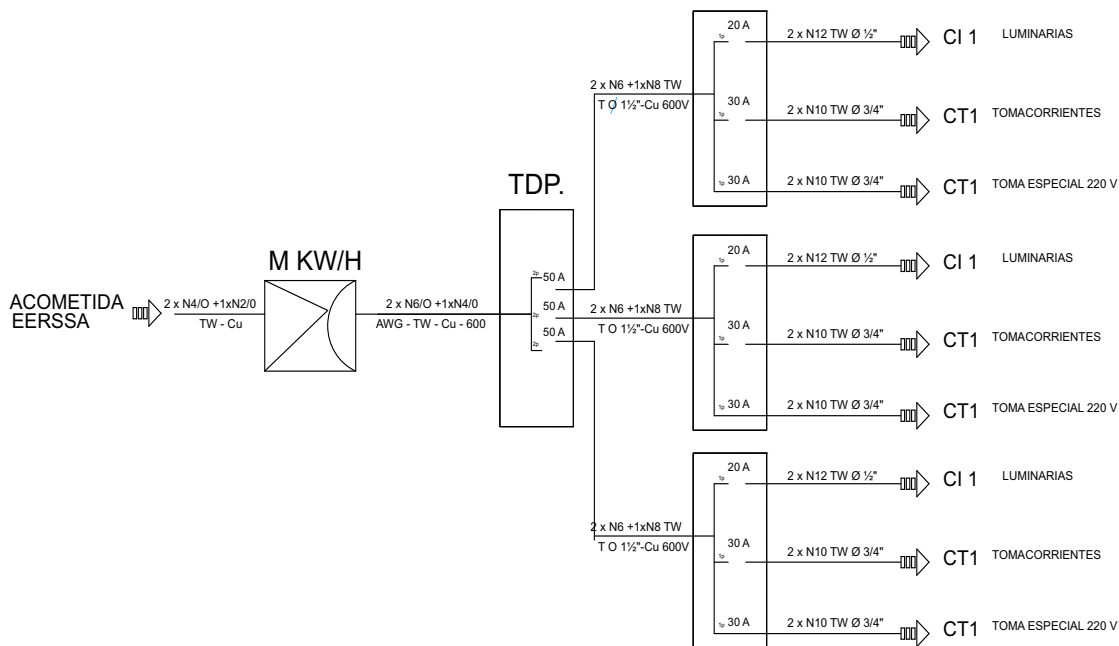 ACOMETIDA
EERSSA
2 x N4/O +1xN2/0
TW - Cu
M KW/H
2 x N6/O +1xN4/0
AWG - TW - Cu - 600
TDP.
2p 50 A
50 A
2p
50 A
2p
2 x N6 +1xN8 TW
T O 1½"-Cu 600V
20 A
1p
2 x N12 TW Ø ½"
CI 1
LUMINARIAS
30 A
1p
2 x N10 TW Ø 3/4"
CT1
TOMACORRIENTES
1p 30 A
2 x N10 TW Ø 3/4"
CT1
TOMA ESPECIAL 220 V
2 x N6 +1xN8 TW
T O 1½"-Cu 600V
20 A
1p
2 x N12 TW Ø ½"
CI 1
LUMINARIAS
30 A
1p
2 x N10 TW Ø 3/4"
CT1
TOMACORRIENTES
1p 30 A
2 x N10 TW Ø 3/4"
CT1
TOMA ESPECIAL 220 V
2 x N6 +1xN8 TW
T O 1½"-Cu 600V
20 A
1p
2 x N12 TW Ø ½"
CI 1
LUMINARIAS
30 A
1p
2 x N10 TW Ø 3/4"
CT1
TOMACORRIENTES
1p 30 A
2 x N10 TW Ø 3/4"
CT1
TOMA ESPECIAL 220 V